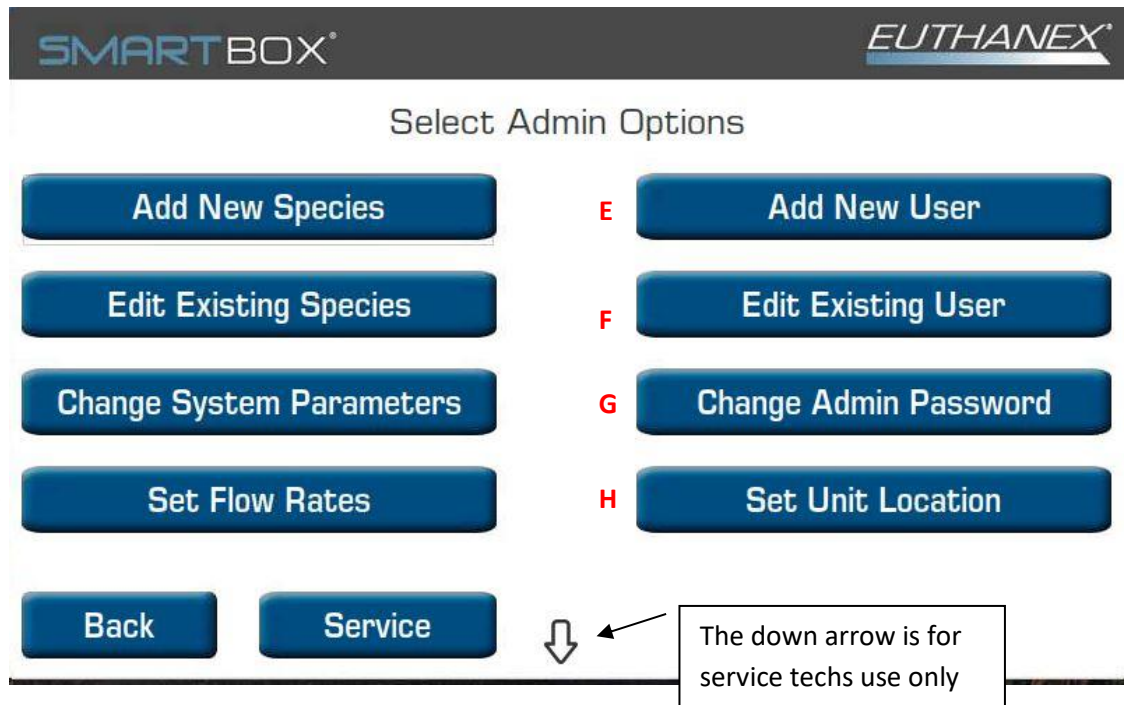 SMARTBOX°
EUTHANEX°
Select Admin Options
Add New Species
E
Add New User
Edit Existing Species
F
Edit Existing User
Change System Parameters
G
Change Admin Password
Set Flow Rates
H
Set Unit Location
Back
Service
The down arrow is for
service techs use only